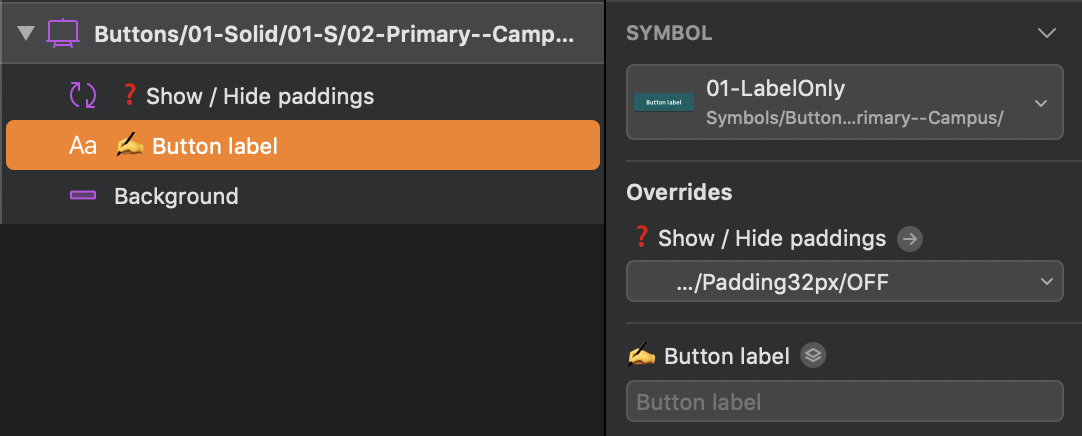 Buttons/01-Solid/01-S/02-Primary--Camp...
❓ Show / Hide paddings
Aa ✍️ Button label
Background
SYMBOL
Button label
01-LabelOnly
Symbols/Button...rimary--Campus/
Overrides
❓ Show / Hide paddings
.../Padding32px/OFF
✍️ Button label
Button label